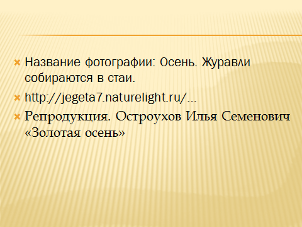 Название фотографии: Осень. Журавли
собираются в стаи.
http://jegeta7.naturelight.ru/...
Репродукция. Остроухов Илья Семенович
«Золотая осень»